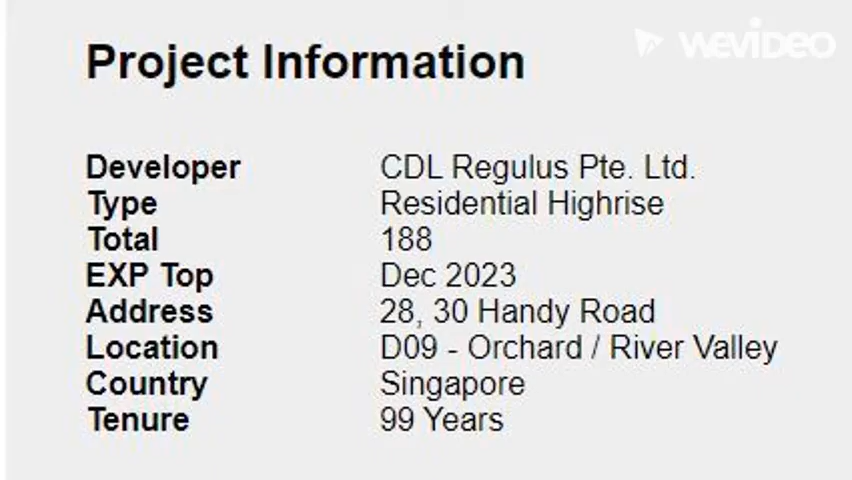 WEVIDEO
Project Information
Developer CDL Regulus Pte. Ltd.
Type Residential Highrise
Total 188
EXP Top Dec 2023
Address 28, 30 Handy Road
Location D09 - Orchard / River Valley
Country Singapore
Tenure 99 Years